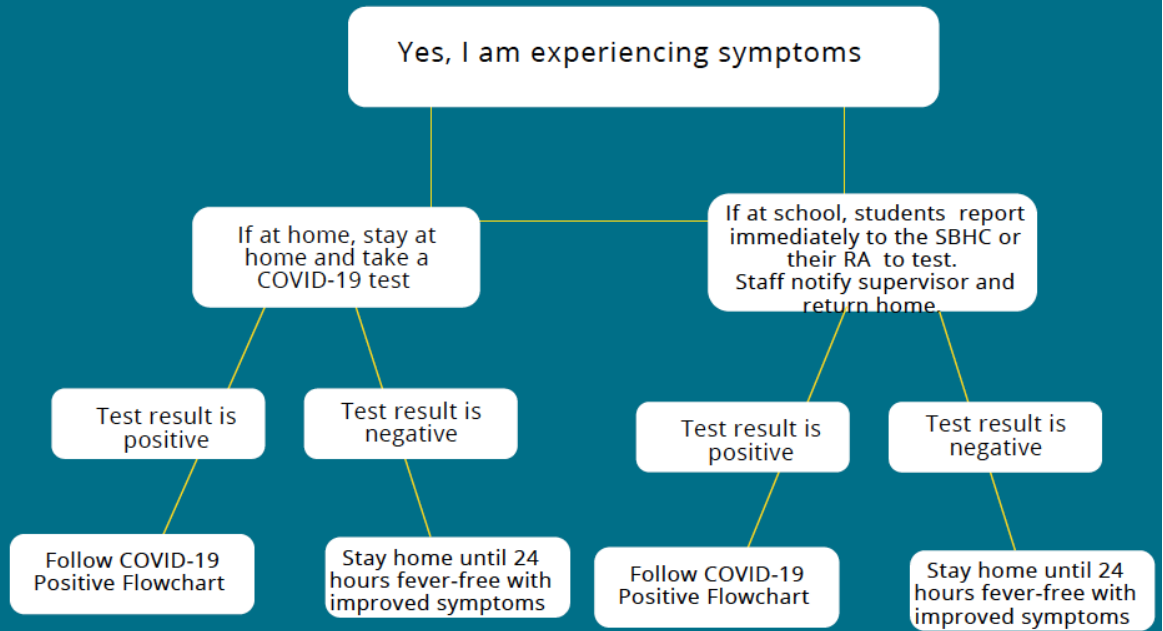 Yes, I am experiencing symptoms
If at home, stay at
home and take a
COVID-19 test
If at school, students report
immediately to the SBHC or
their RA to test.
Staff notify supervisor and
return home.
Test result is
positive
Test result is
negative
Test result is
positive
Test result is
negative
Follow COVID-19
Positive Flowchart
Stay home until 24
hours fever-free with
improved symptoms
Follow COVID-19
Positive Flowchart
Stay home until 24
hours fever-free with
improved symptoms